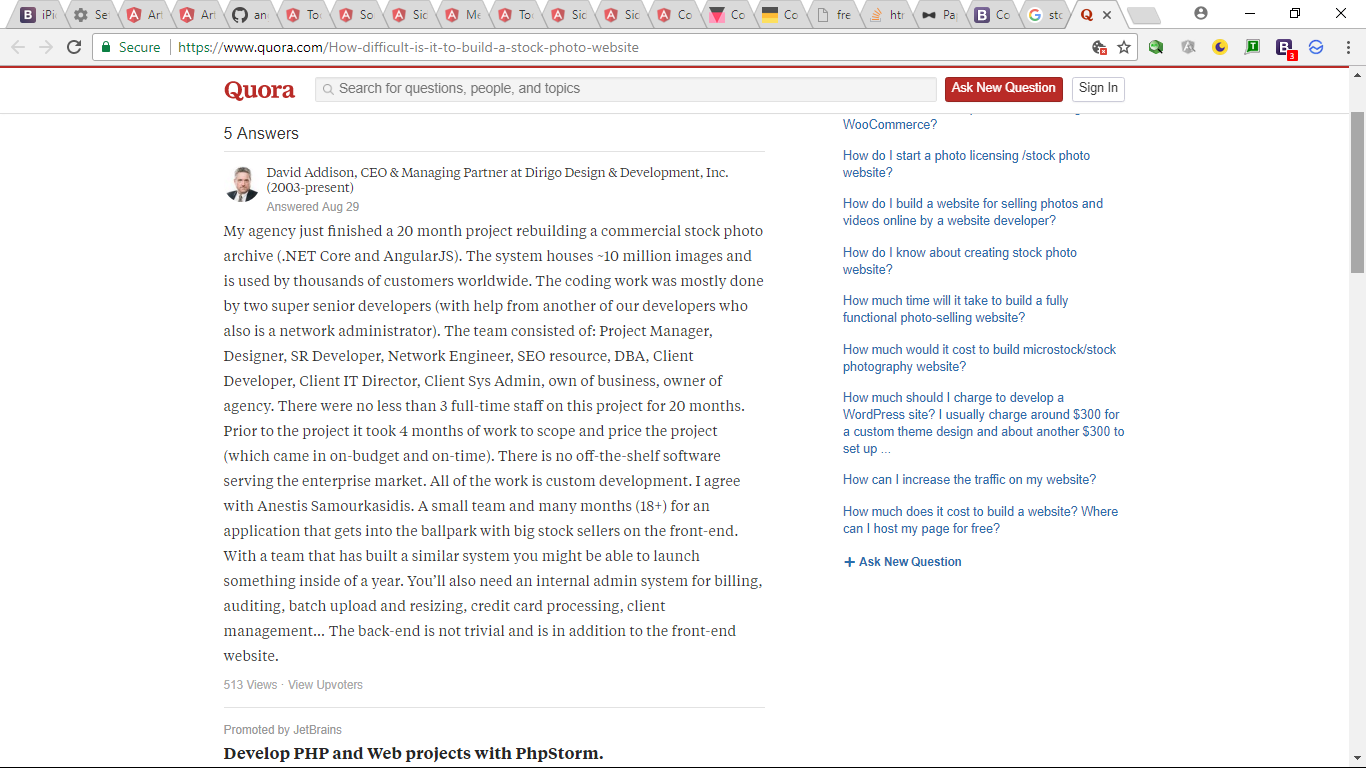 iPi
Se
Art
Art
an
To
So
Sic
Me
Too
Sic
Sic
Co
Co
Co
fre
htt
Pap
Co
stc
Secure
https://www.quora.com/How-difficult-is-it-to-build-a-stock-photo-website
3
Quora
Search for questions, people, and topics
Ask New Question
Sign In
5 Answers
David Addison, CEO & Managing Partner at Dirigo Design & Development, Inc.
(2003-present)
Answered Aug 29
My agency just finished a 20 month project rebuilding a commercial stock photo
archive (.NET Core and AngularJS). The system houses ~10 million images and
is used by thousands of customers worldwide. The coding work was mostly done
by two super senior developers (with help from another of our developers who
also is a network administrator). The team consisted of: Project Manager,
Designer, SR Developer, Network Engineer, SEO resource, DBA, Client
Developer, Client IT Director, Client Sys Admin, own of business, owner of
agency. There were no less than 3 full-time staff on this project for 20 months.
Prior to the project it took 4 months of work to scope and price the project
(which came in on-budget and on-time). There is no off-the-shelf software
serving the enterprise market. All of the work is custom development. I agree
with Anestis Samourkasidis. A small team and many months (18+) for an
application that gets into the ballpark with big stock sellers on the front-end.
With a team that has built a similar system you might be able to launch
something inside of a year. You’ll also need an internal admin system for billing,
auditing, batch upload and resizing, credit card processing, client
management... The back-end is not trivial and is in addition to the front-end
website.
513 Views · View Upvoters
Promoted by JetBrains
Develop PHP and Web projects with PhpStorm.
WooCommerce?
How do I start a photo licensing /stock photo
website?
How do I build a website for selling photos and
videos online by a website developer?
How do I know about creating stock photo
website?
How much time will it take to build a fully
functional photo-selling website?
How much would it cost to build microstock/stock
photography website?
How much should I charge to develop a
WordPress site? I usually charge around $300 for
a custom theme design and about another $300 to
set up ...
How can I increase the traffic on my website?
How much does it cost to build a website? Where
can I host my page for free?
Ask New Question